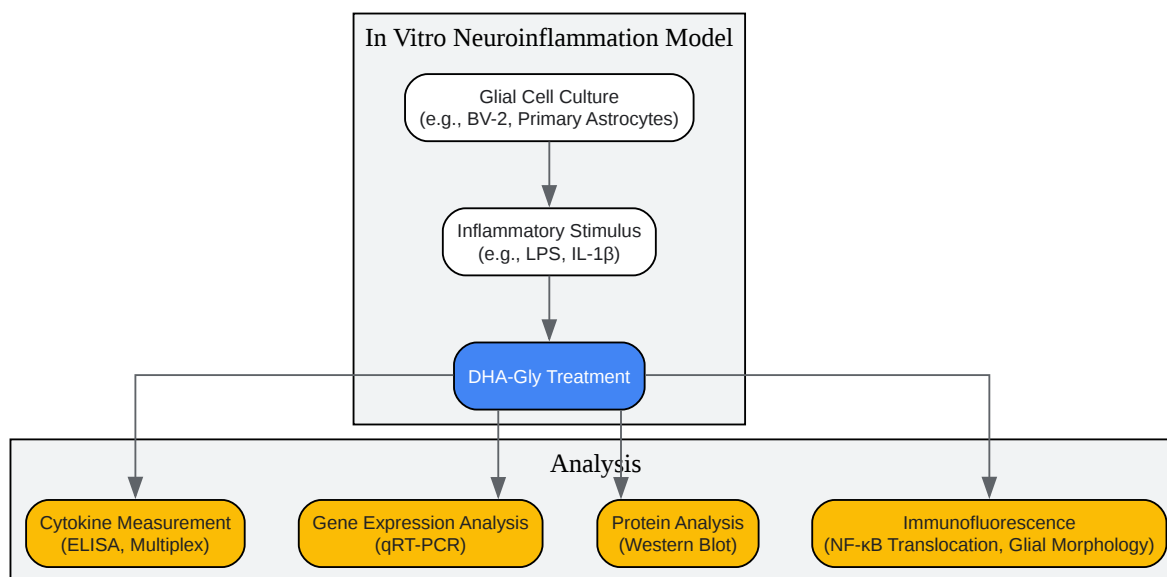 In Vitro Neuroinflammation Model
Glial Cell Culture
(e.g., BV-2, Primary Astrocytes)
Inflammatory Stimulus
(e.g., LPS, IL-1β)
DHA-Gly Treatment
Analysis
Cytokine Measurement
(ELISA, Multiplex)
Gene Expression Analysis
(qRT-PCR)
Protein Analysis
(Western Blot)
Immunofluorescence
(NF-κB Translocation, Glial Morphology)